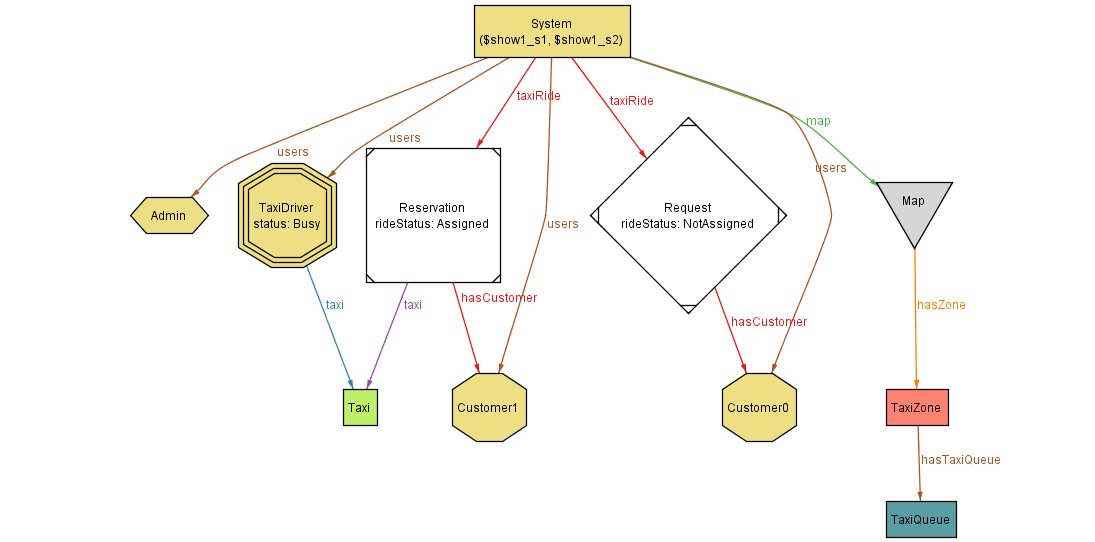 System
($show1_s1, $show1_s2)
taxiRide
taxiRide
map
users
users
users
Admin
TaxiDriver
status: Busy
Reservation
rideStatus: Assigned
Request
rideStatus: NotAssigned
Map
users
taxi
taxi
hasCustomer
hasCustomer
hasZone
Taxi
Customer1
Customer0
TaxiZone
hasTaxiQueue
TaxiQueue